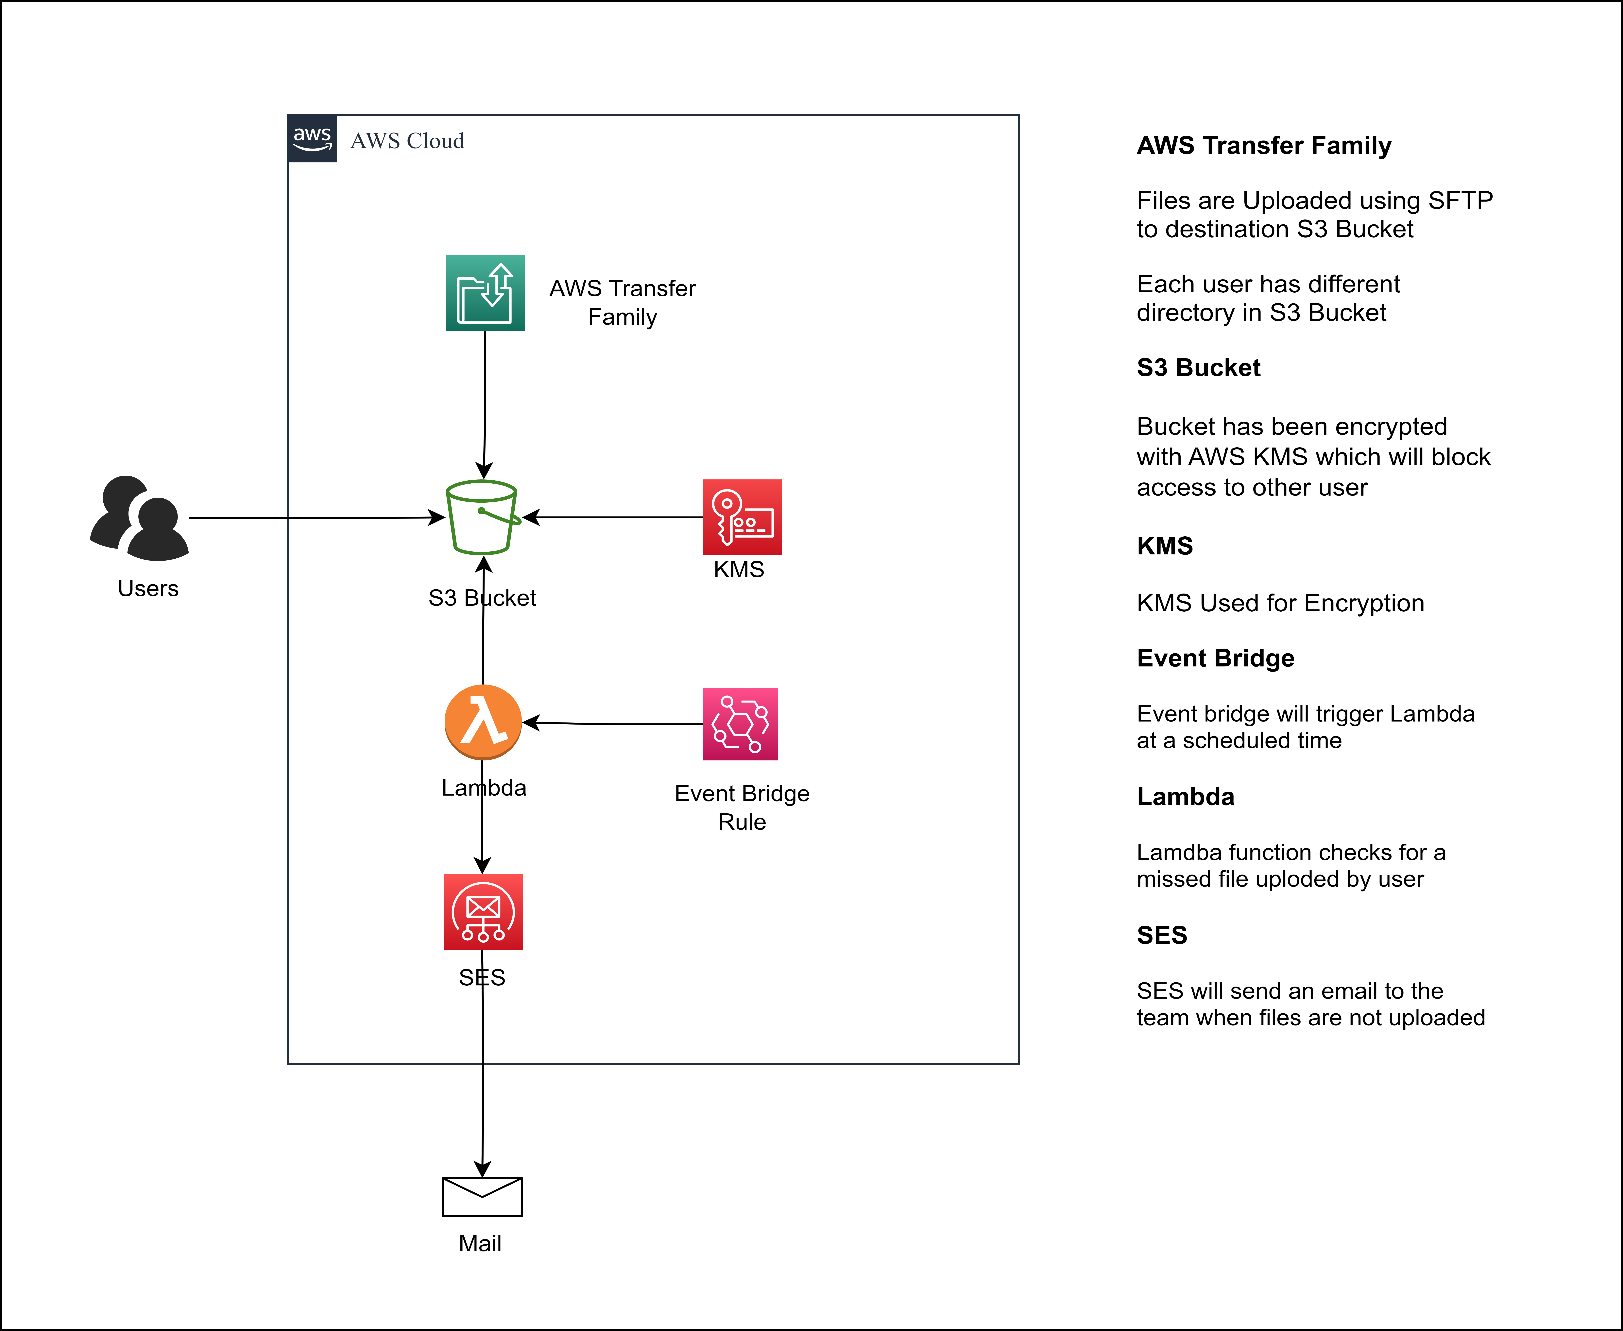 aws
AWS Cloud
AWS Transfer
Family
Users
S3 Bucket
KMS
Lambda
Event Bridge
Rule
SES
Mail
AWS Transfer Family
Files are Uploaded using SFTP
to destination S3 Bucket
Each user has different
directory in S3 Bucket
S3 Bucket
Bucket has been encrypted
with AWS KMS which will block
access to other user
KMS
KMS Used for Encryption
Event Bridge
Event bridge will trigger Lambda
at a scheduled time
Lambda
Lamdba function checks for a
missed file uploded by user
SES
SES will send an email to the
team when files are not uploaded